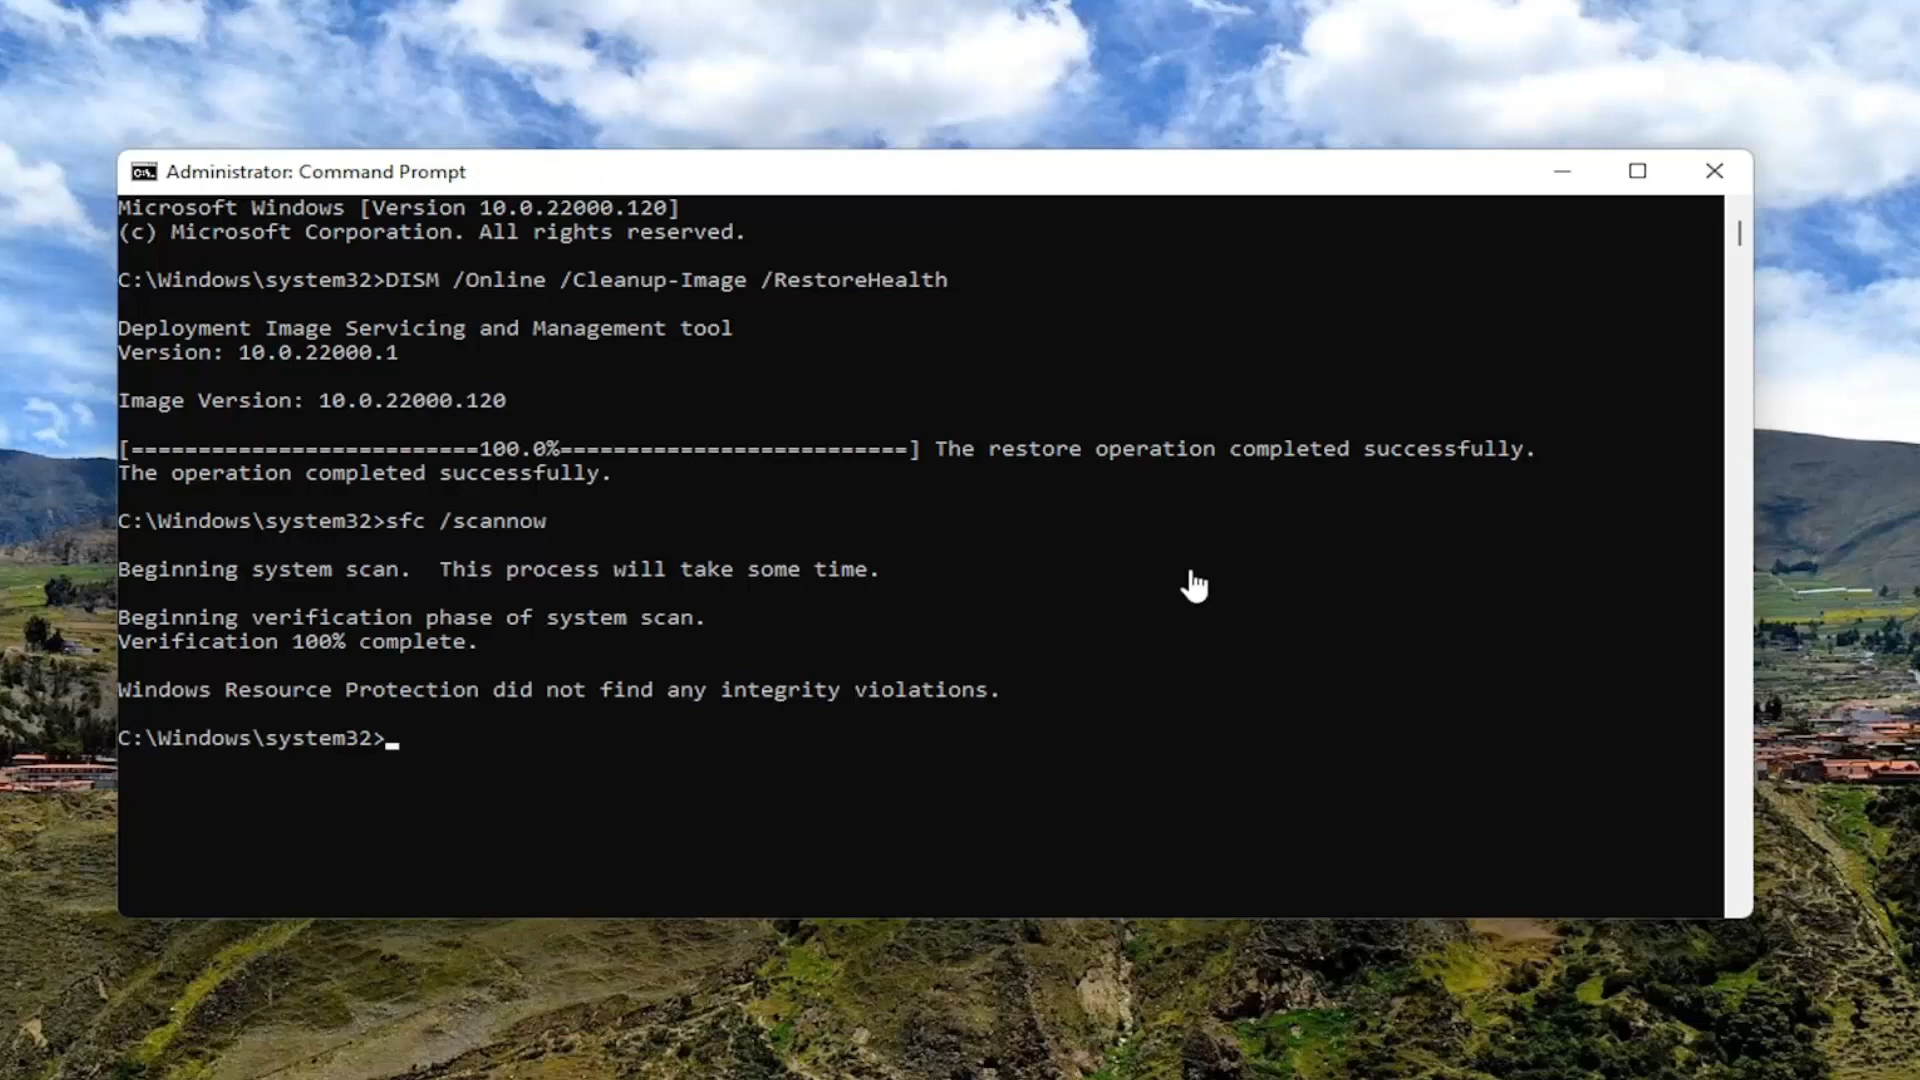 Administrator: Command Prompt
Microsoft Windows [Version 10.0.22000.120]
(c) Microsoft Corporation. All rights reserved.
C:\Windows\system32>DISM /Online /Cleanup-Image /RestoreHealth
Deployment Image Servicing and Management tool
Version: 10.0.22000.1
Image Version: 10.0.22000.120
[==========================100.0%==========================] The restore operation completed successfully.
The operation completed successfully.
C:\Windows\system32>sfc /scannow
Beginning system scan.  This process will take some time.
Beginning verification phase of system scan.
Verification 100% complete.
Windows Resource Protection did not find any integrity violations.
C:\Windows\system32>